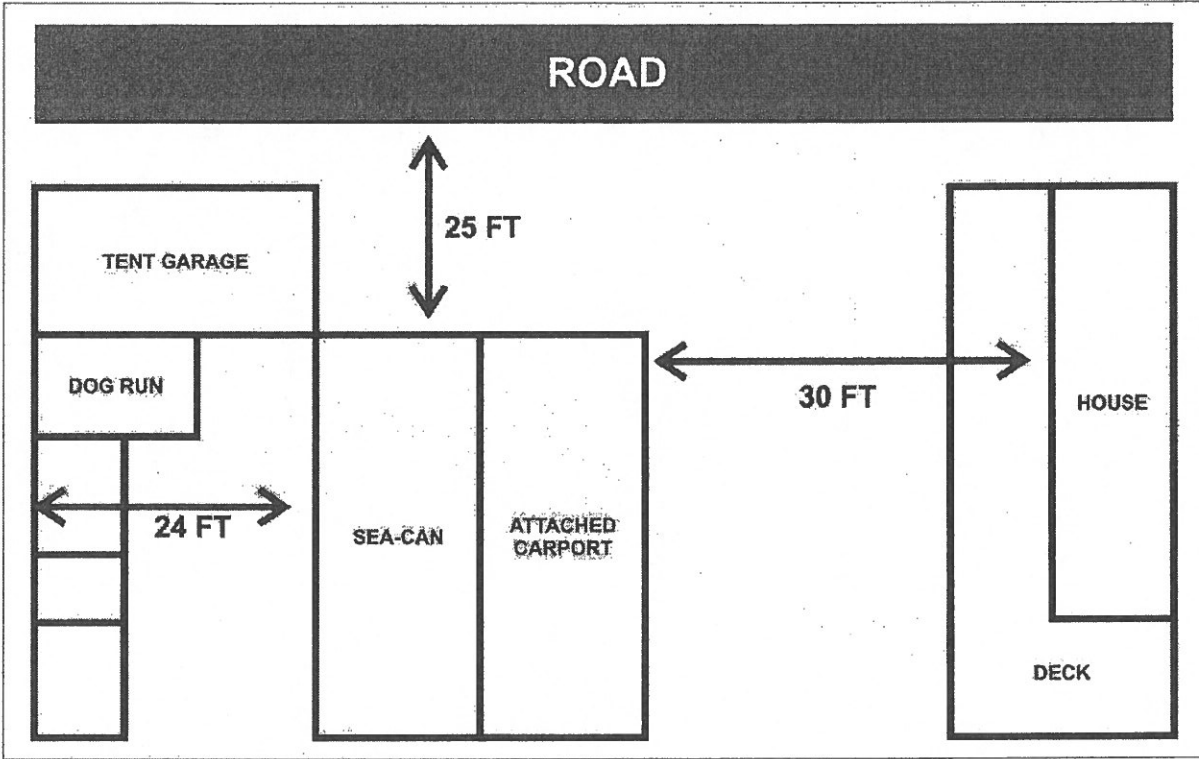 ROAD
25 FT
TENT GARAGE
DOG RUN
30 FT
HOUSE
24 FT
SEA-CAN
ATTACHED
CARPORT
DECK